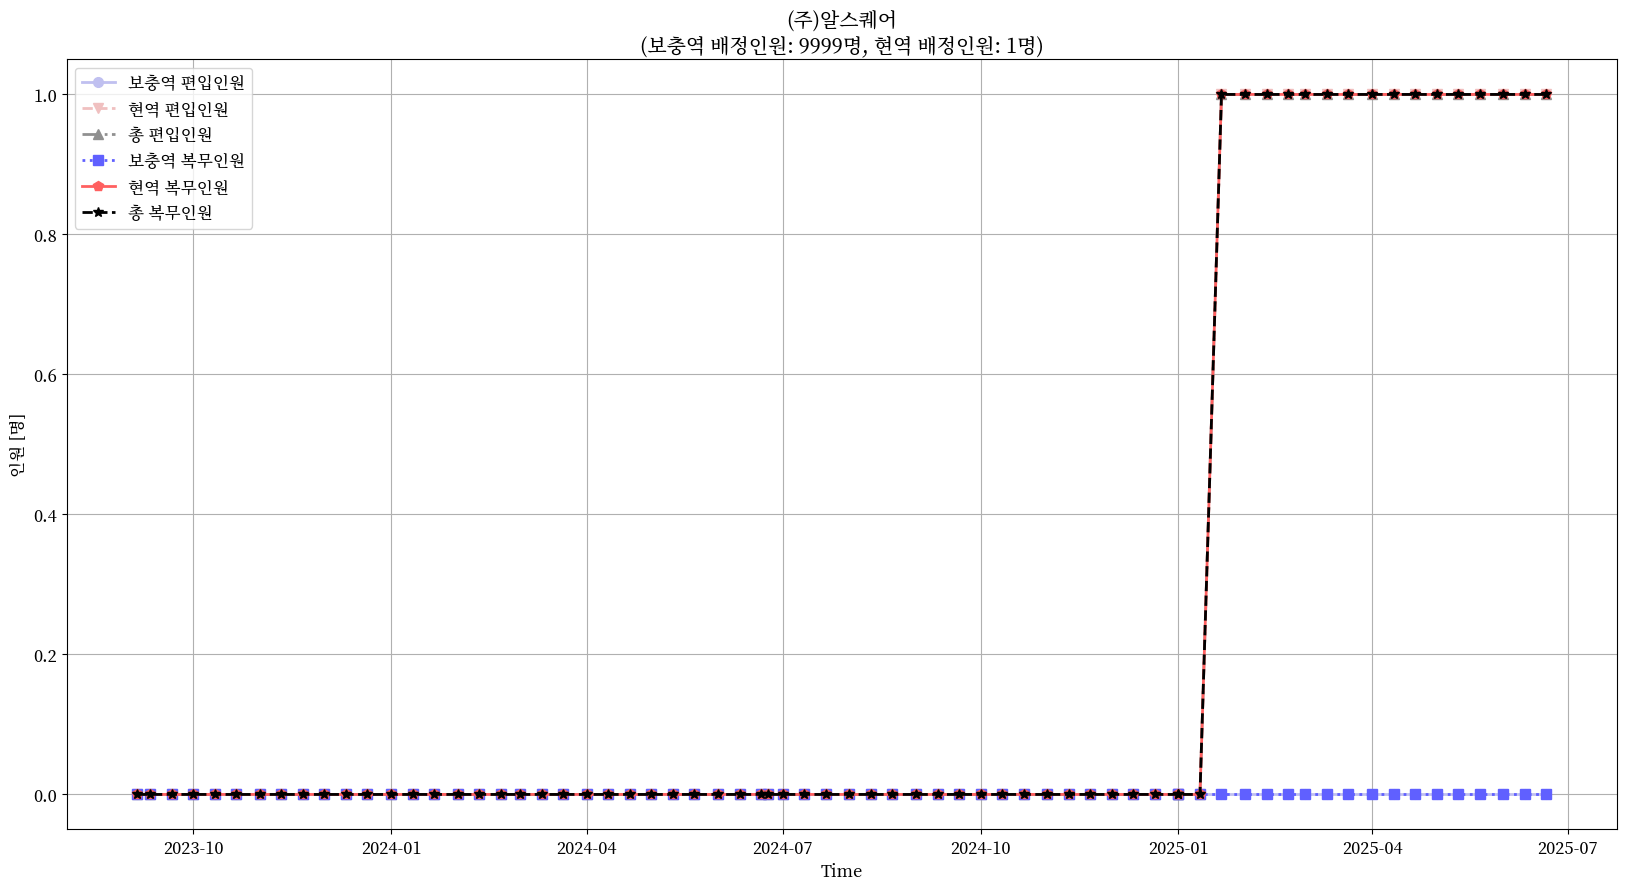 (주)알스퀘어
(보충역 배정인원: 9999명, 현역 배정인원: 1명)
보충역 편입인원
현역 편입인원
총 편입인원
보충역 복무인원
현역 복무인원
총 복무인원
1.0
0.8
0.6
0.4
0.2
0.0
인원 [명]
2023-10
2024-01
2024-04
2024-07
2024-10
2025-01
2025-04
2025-07
Time